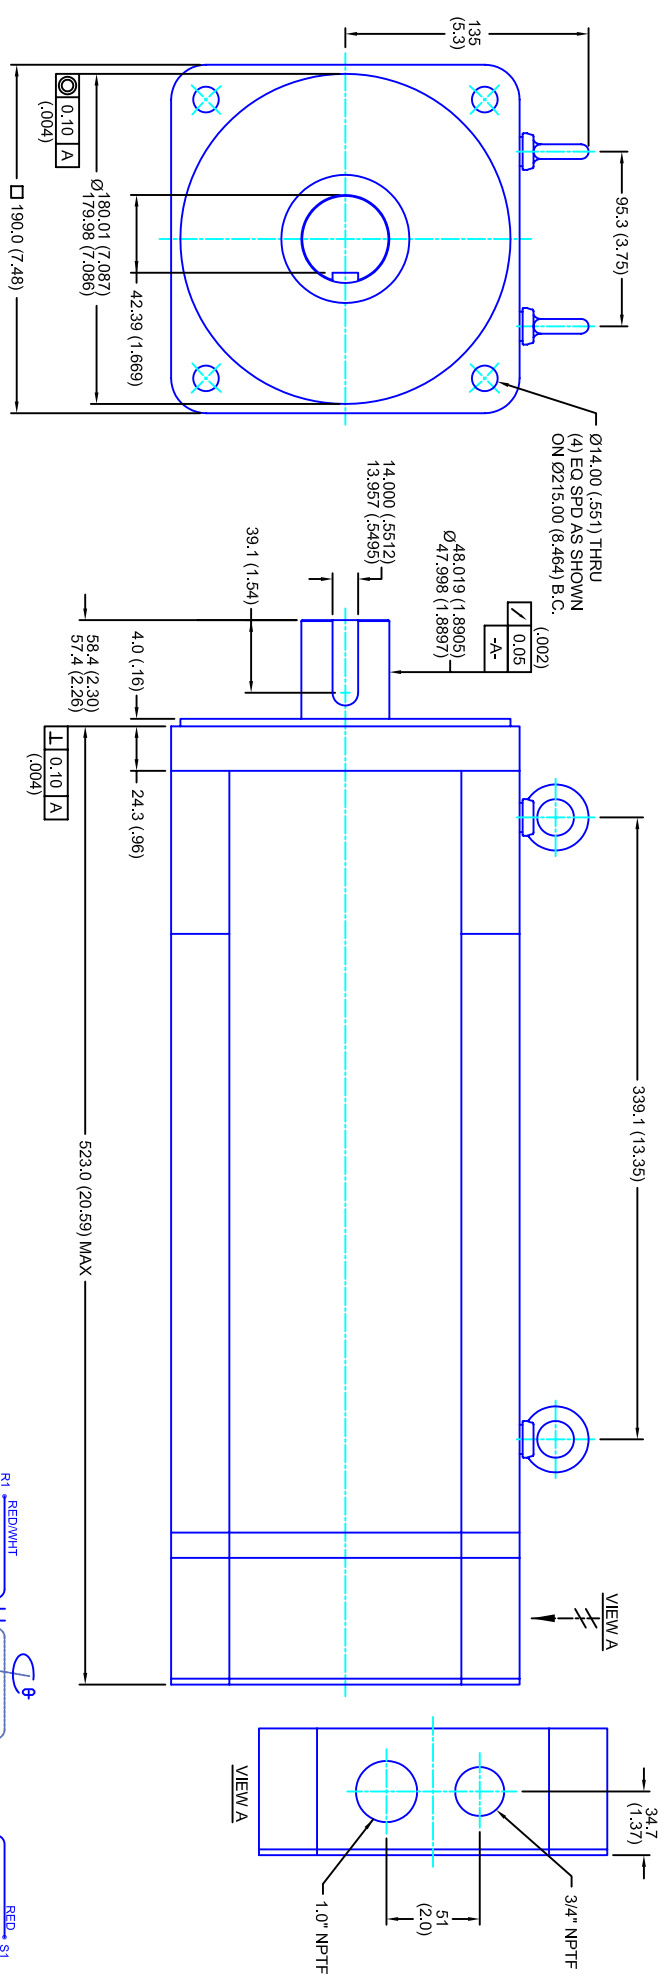 135
(5.3)
95.3 (3.75)
Ø14.00 (.551) THRU
(4) EQ SPD AS SHOWN
ON Ø215.00 (8.464) B.C.
42.39 (1.669)
Ø180.01 (7.087)
179.98 (7.086)
◎ 0.10 A
(.004)
□ 190.0 (7.48)
339.1 (13.35)
VIEW A
(.002)
0.05
-A-
Ø48.019 (1.8905)
47.998 (1.8897)
14.000 (.5512)
13.957 (.5495)
39.1 (1.54)
4.0 (.16)
24.3 (.96)
58.4 (2.30)
57.4 (2.26)
⊥ 0.10 A
(.004)
523.0 (20.59) MAX
34.7
(1.37)
3/4" NPTF
51
(2.0)
1.0" NPTF
VIEW A
R1 RED/WHT
θ
RED S1